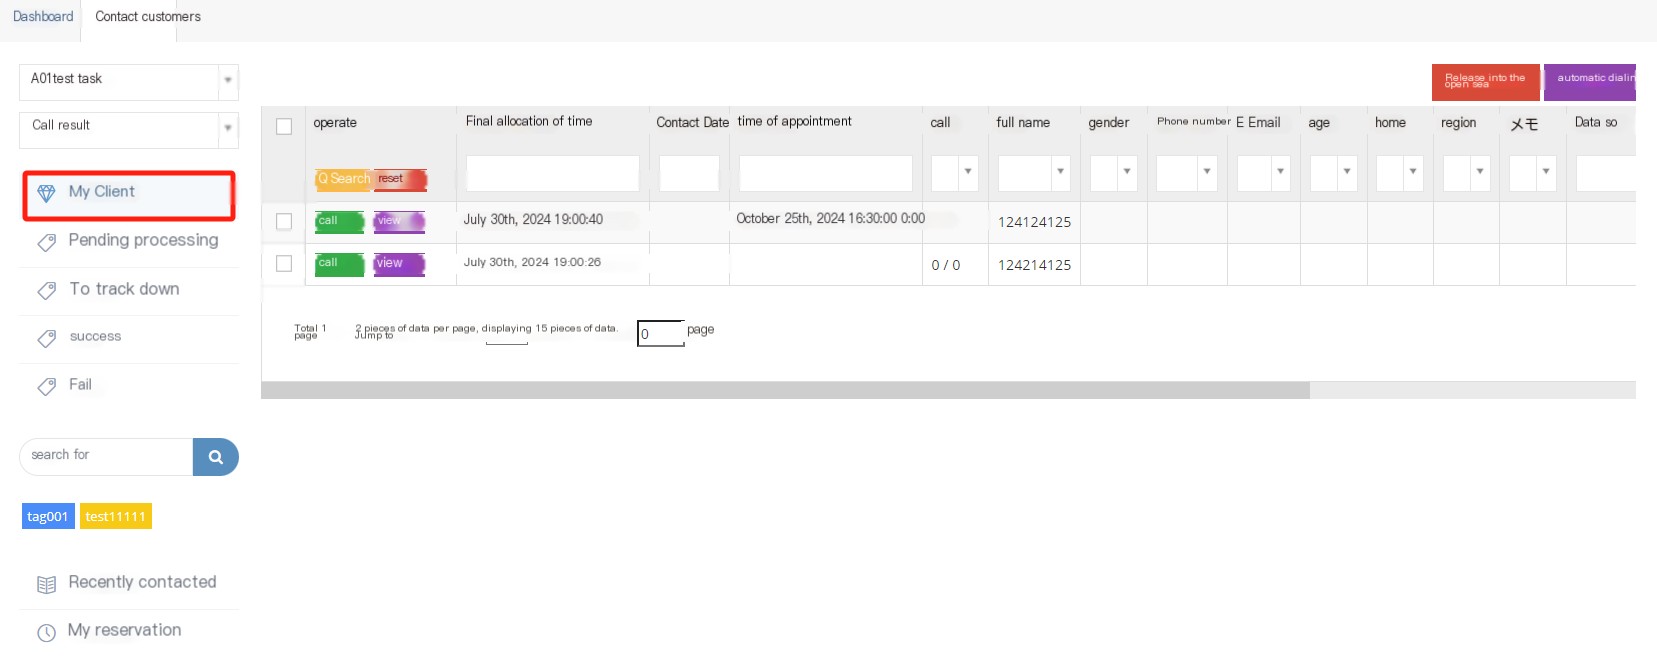 Dashboard Contact customers
A01test task
Call result
Release into the open sea
automatic dialin
My Client
Pending processing
To track down
success
Fail
search for
tag001 test11111
Recently contacted
My reservation
operate Final allocation of time Contact Date time of appointment call full name gender Phone number E Email age home region メモ Data so
Q Search reset
call view July 30th, 2024 19:00:40 October 25th, 2024 16:30:00 0:00 124124125
call view July 30th, 2024 19:00:26 0 / 0 124214125
Total 1 page
2 pieces of data per page, displaying 15 pieces of data.
Jump to
0 page